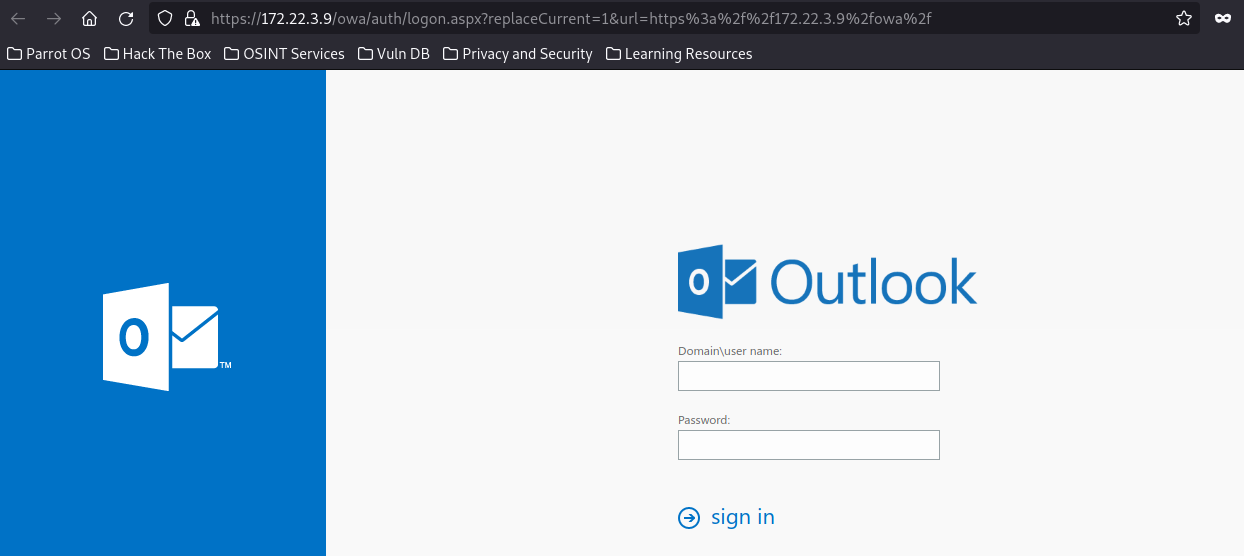 https://172.22.3.9/owa/auth/logon.aspx?replaceCurrent=1&url=https%3a%2f%2f172.22.3.9%2fowa%2f
Parrot OS Hack The Box OSINT Services Vuln DB Privacy and Security Learning Resources
Outlook
Domain\user name:
Password:
sign in
TM